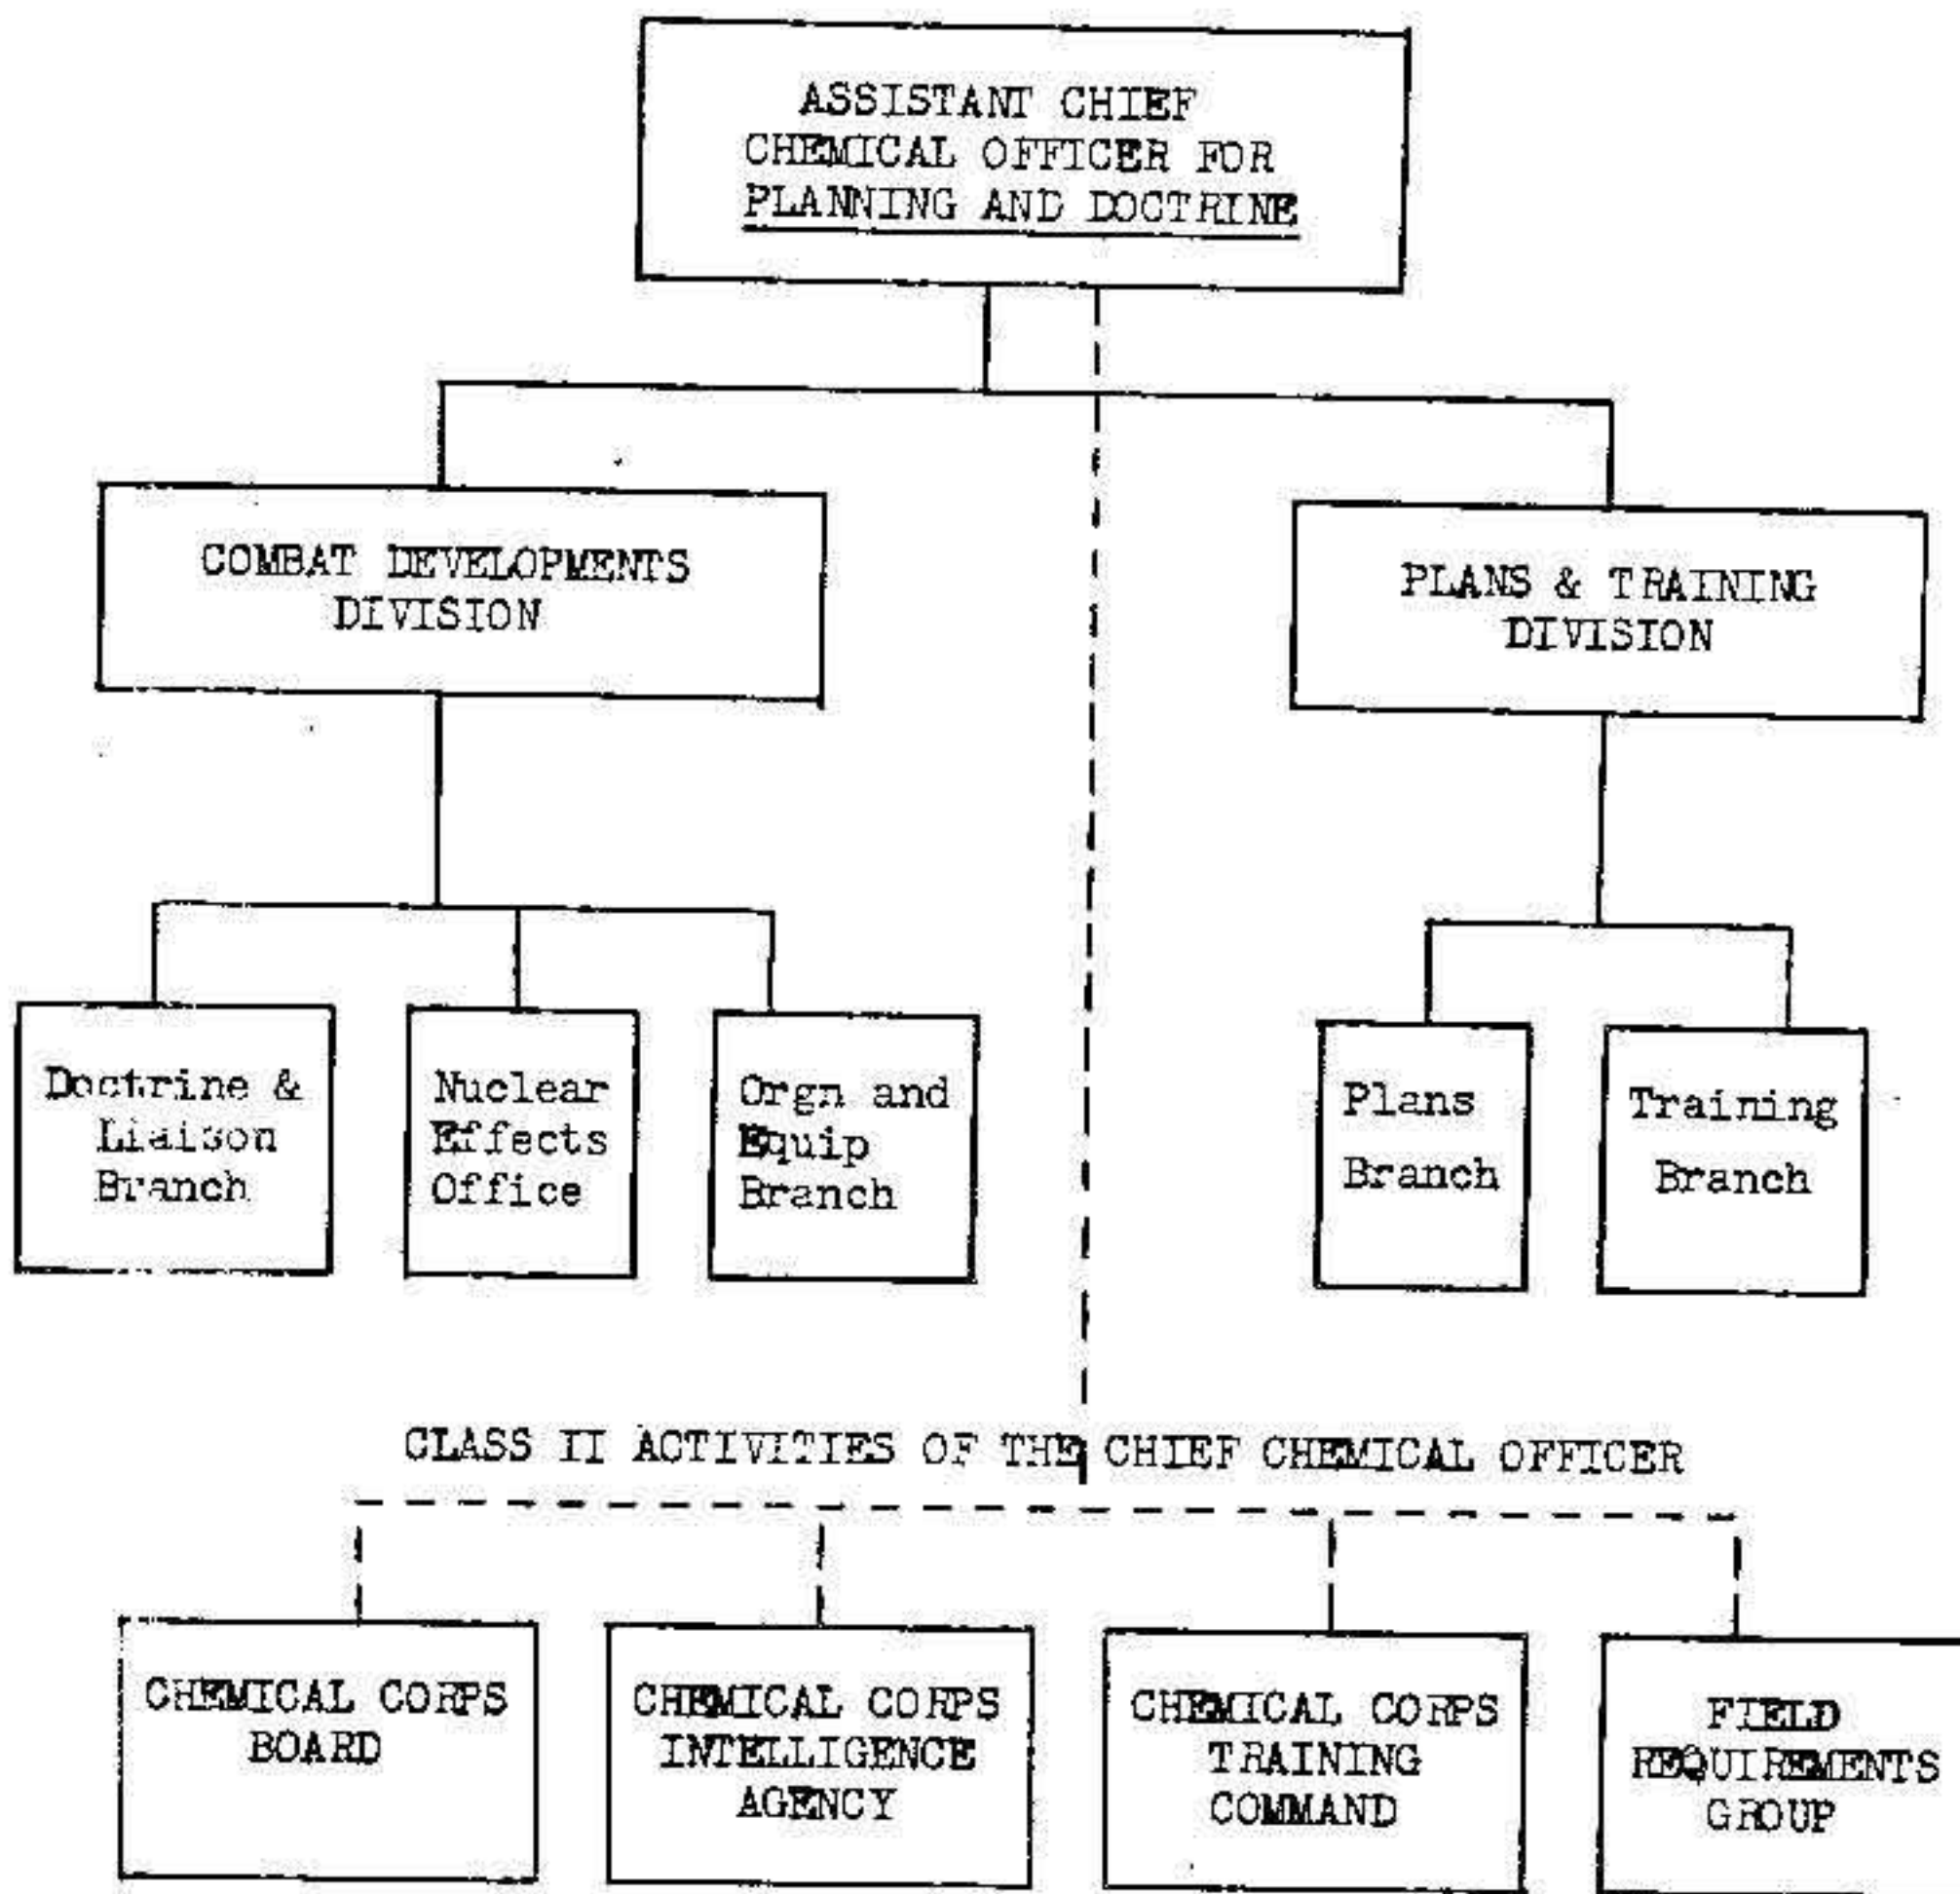 ASSISTANT CHIEF
CHEMICAL OFFICER FOR
PLANNING AND DOCTRINE
COMBAT DEVELOPMENTS
DIVISION
PLANS & TRAINING
DIVISION
Doctrine &
Liaison
Branch
Nuclear
Effects
Office
Orgn and
Equip
Branch
Plans
Branch
Training
Branch
CLASS II ACTIVITIES OF THE CHIEF CHEMICAL OFFICER
CHEMICAL CORPS
BOARD
CHEMICAL CORPS
INTELLIGENCE
AGENCY
CHEMICAL CORPS
TRAINING
COMMAND
FIELD
REQUIREMENTS
GROUP